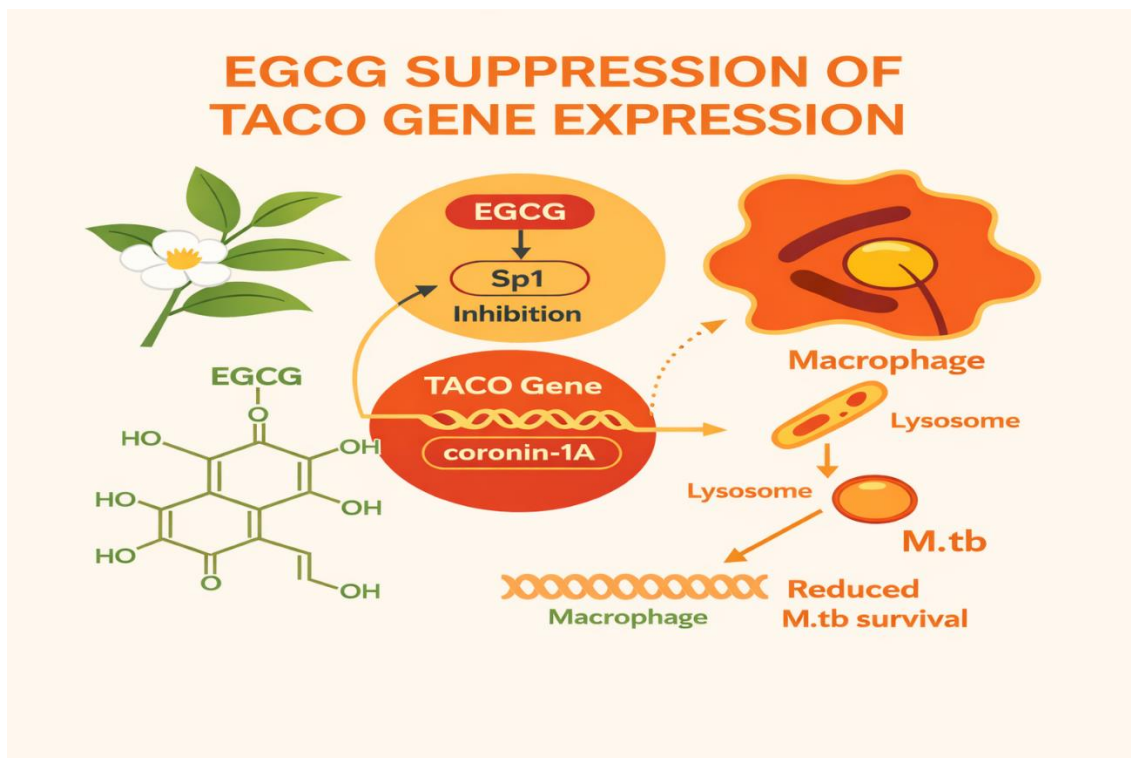 EGCG SUPPRESSION OF
TACO GENE EXPRESSION
EGCG
Sp1
Inhibition
TACO Gene
coronin-1A
EGCG
O
HO
OH
HO
OH
HO
O
OH
Macrophage
Lysosome
Lysosome
M.tb
Macrophage
Reduced
M.tb survival